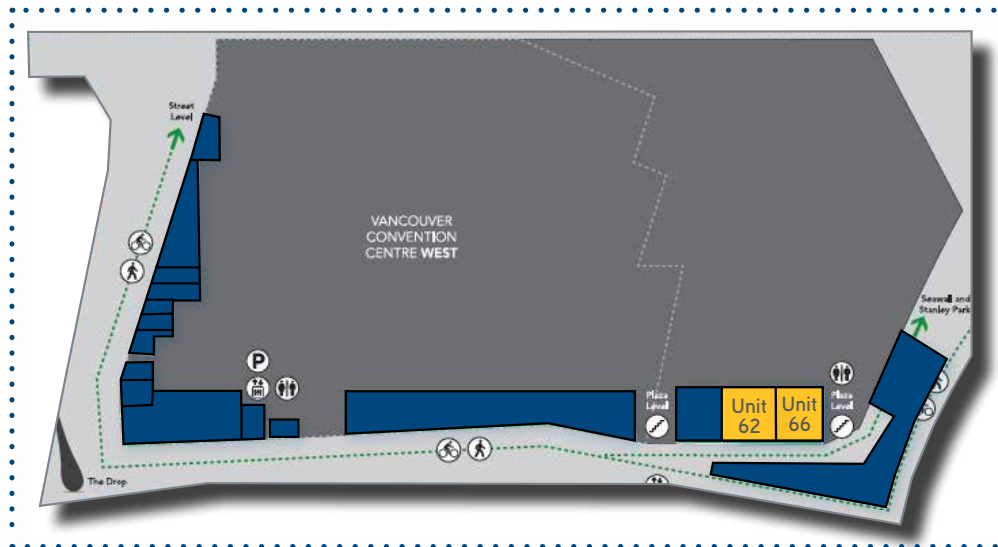 Street
Level
VANCOUVER
CONVENTION
CENTRE WEST
Seawall and
Stanley Park
P
Plaza
Level
Unit
62
Unit
66
Plaza
Level
The Drop